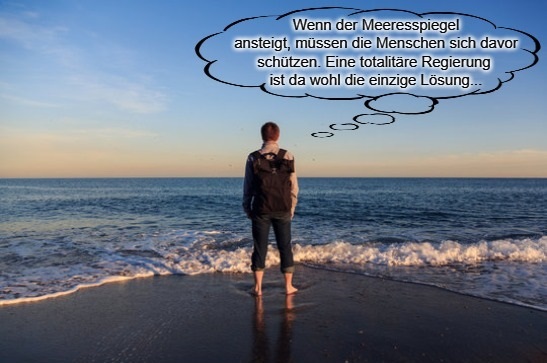 Wenn der Meeresspiegel
ansteigt, müssen die Menschen sich davor
schützen. Eine totalitäre Regierung
ist da wohl die einzige Lösung...